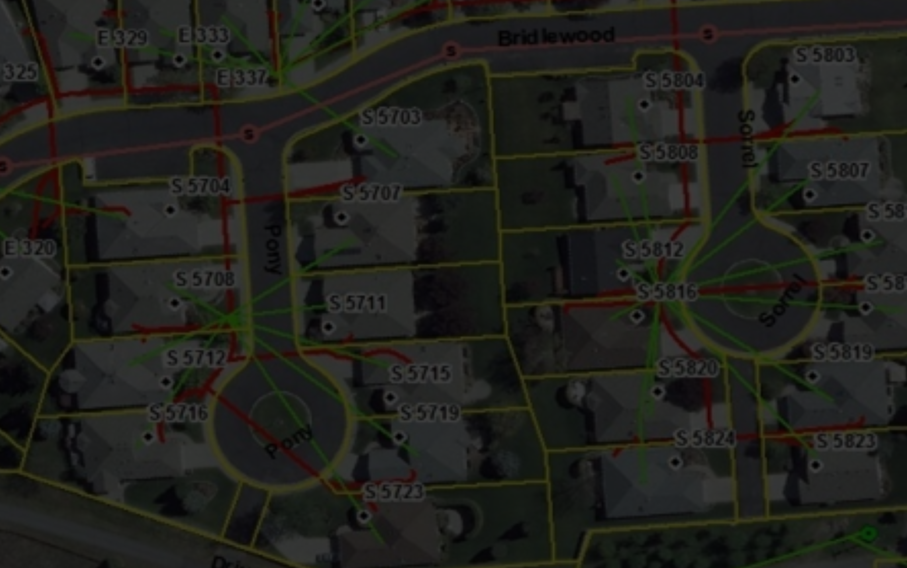 E 329
E 333
325
E 337
Bridlewood
S
S
S
S
S 5703
S 5804
S 5803
Sorrel
S 5808
S 5704
S 5707
S 5807
S 58
E 320
Pony
S 5812
S 5708
S 5711
S 5816
Sorrel
S 58
S 5712
S 5715
S 5820
S 5819
S 5716
S 5719
Pony
S 5824
S 5823
S 5723